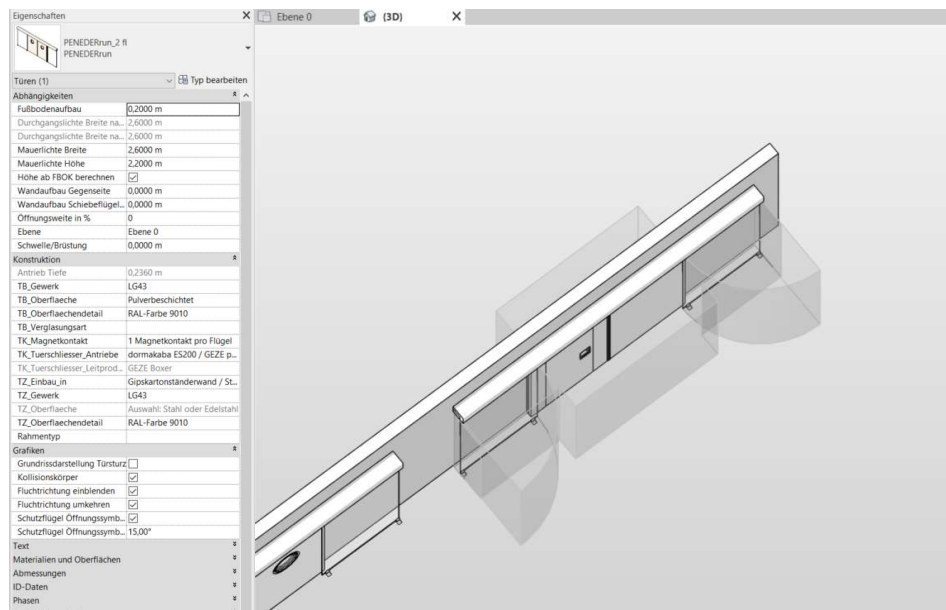 Eigenschaften
Ebene 0
(3D)
PENEDERrun_2 fl
PENEDERrun
Türen (1)
Typ bearbeiten
Abhängigkeiten
Fußbodenaufbau 0,2000 m
Durchgangslichte Breite na... 2,6000 m
Durchgangslichte Breite na... 2,6000 m
Mauerlichte Breite 2,6000 m
Mauerlichte Höhe 2,2000 m
Höhe ab FBOK berechnen
Wandaufbau Gegenseite 0,0000 m
Wandaufbau Schiebeflügel... 0,0000 m
Öffnungsweite in % 0
Ebene Ebene 0
Schwelle/Brüstung 0,0000 m
Konstruktion
Antrieb Tiefe 0,2360 m
TB_Gewerk LG43
TB_Oberflaeche Pulverbeschichtet
TB_Oberflaechendetail RAL-Farbe 9010
TB_Verglasungsart
TK_Magnetkontakt 1 Magnetkontakt pro Flügel
TK_Tuerschliesser_Antriebe dormakaba ES200 / GEZE p...
TK_Tuerschliesser_Leitprod... GEZE Boxer
TZ_Einbau_in Gipskartonständerwand / St...
TZ_Gewerk LG43
TZ_Oberflaeche Auswahl: Stahl oder Edelstahl
TZ_Oberflaechendetail RAL-Farbe 9010
Rahmentyp
Grafiken
Grundrissdarstellung Türsturz
Kollisionskörper
Fluchtrichtung einblenden
Fluchtrichtung umkehren
Schutzflügel Öffnungssymb...
Schutzflügel Öffnungssymb... 15,00°
Text
Materialien und Oberflächen
Abmessungen
ID-Daten
Phasen